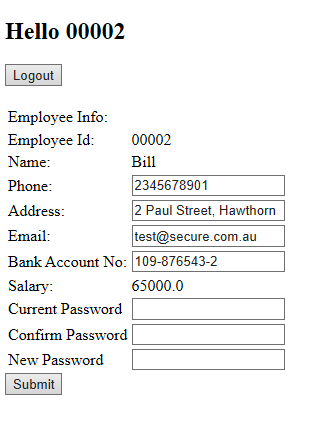 Hello 00002
Logout
Employee Info:
Employee Id: 00002
Name: Bill
Phone: 2345678901
Address: 2 Paul Street, Hawthorn
Email: test@secure.com.au
Bank Account No: 109-876543-2
Salary: 65000.0
Current Password
Confirm Password
New Password
Submit